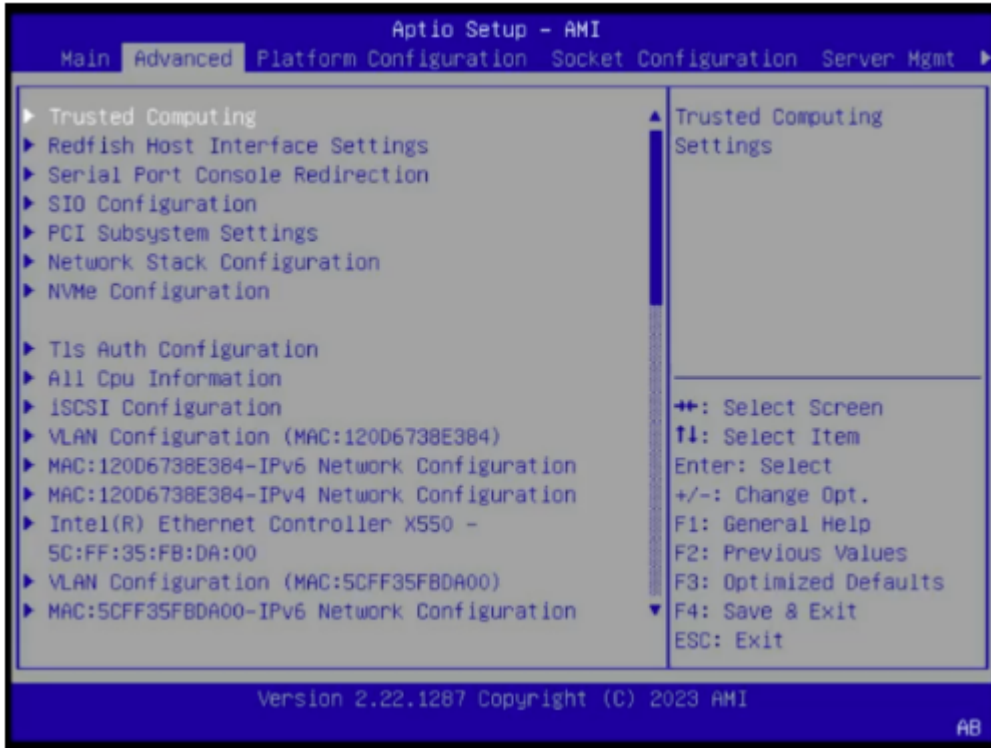 Aptio Setup - AMI
Main Advanced Platform Configuration Socket Configuration Server Mgmt
Trusted Computing
Redfish Host Interface Settings
Serial Port Console Redirection
SIO Configuration
PCI Subsystem Settings
Network Stack Configuration
NVMe Configuration
Tls Auth Configuration
All Cpu Information
iSCSI Configuration
VLAN Configuration (MAC:120D6738E384)
MAC:120D6738E384-IPv6 Network Configuration
MAC:120D6738E384-IPv4 Network Configuration
Intel(R) Ethernet Controller X550 -
5C:FF:35:FB:DA:00
VLAN Configuration (MAC:5CFF35FBDA00)
MAC:5CFF35FBDA00-IPv6 Network Configuration
Trusted Computing
Settings
→←: Select Screen
↑↓: Select Item
Enter: Select
+/-: Change Opt.
F1: General Help
F2: Previous Values
F3: Optimized Defaults
F4: Save & Exit
ESC: Exit
Version 2.22.1287 Copyright (C) 2023 AMI
AB